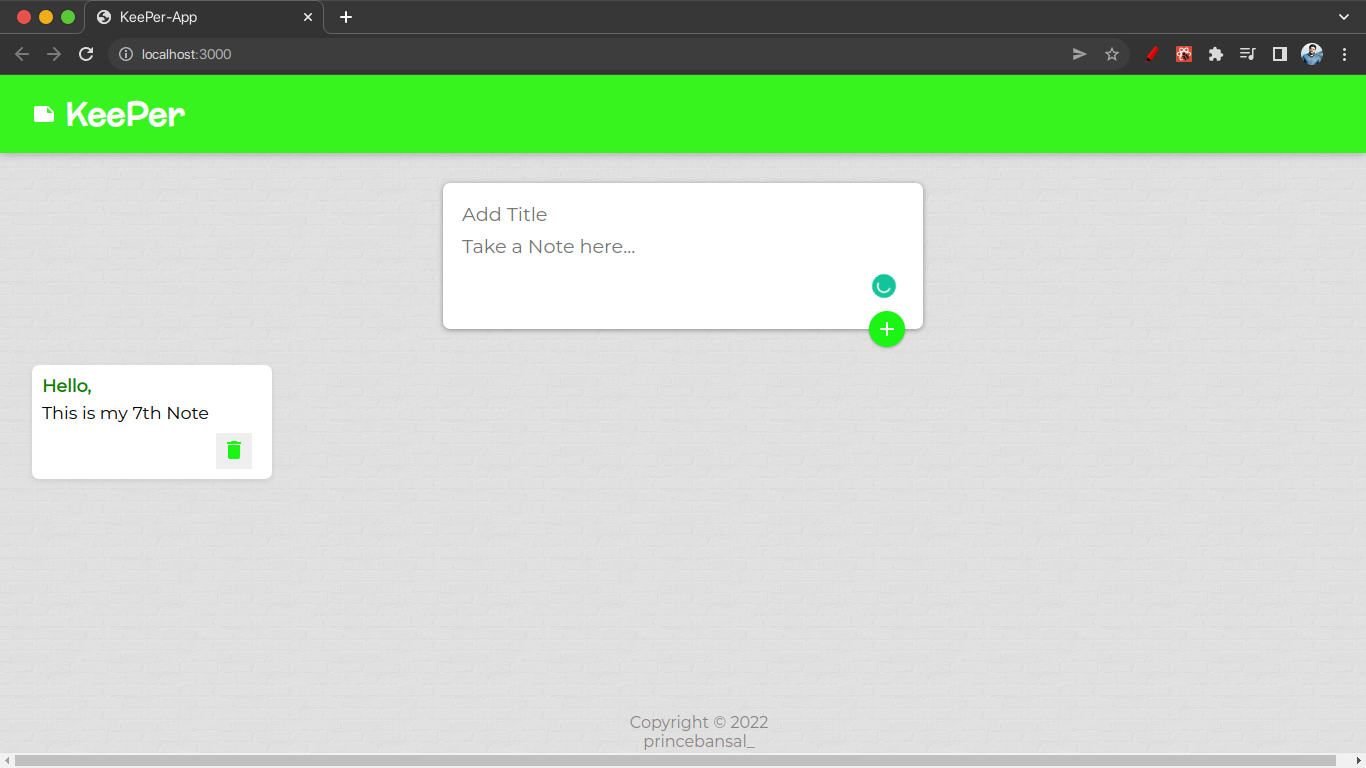 KeePer-App
localhost:3000
KeePer
Add Title
Take a Note here...
Hello,
This is my 7th Note
Copyright © 2022
princebansal_